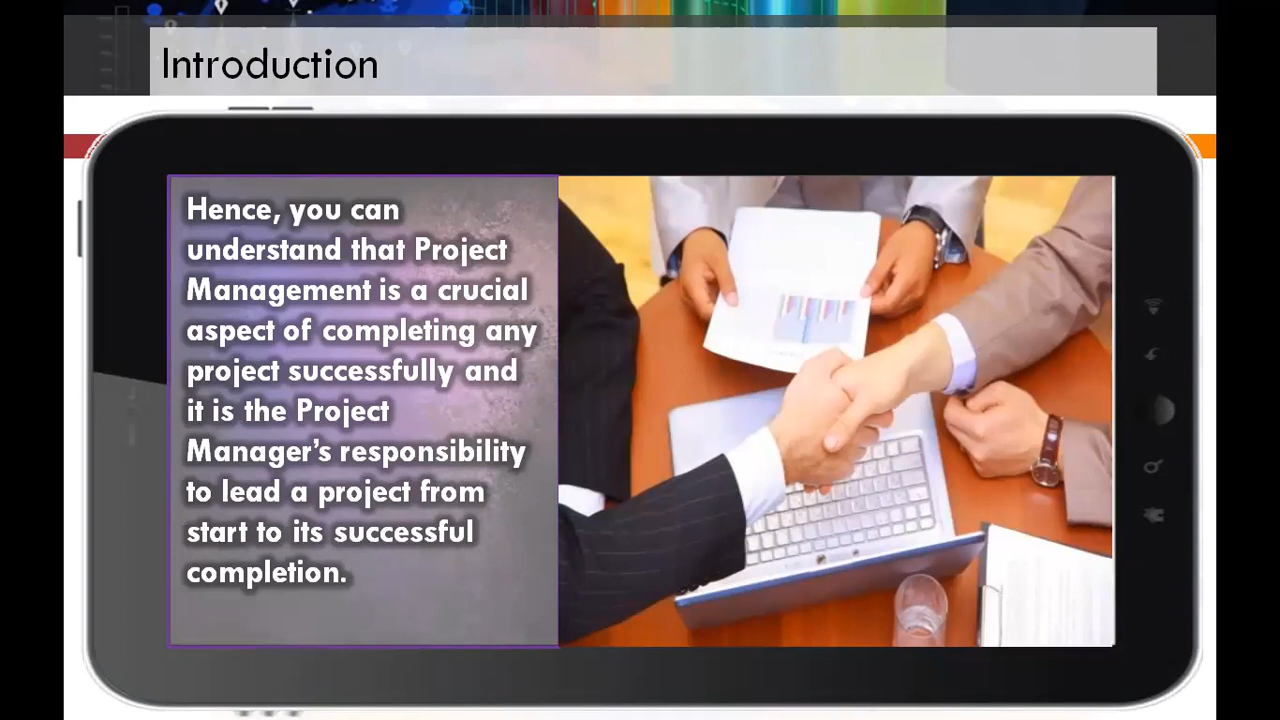 Introduction
Hence, you can
understand that Project
Management is a crucial
aspect of completing any
project successfully and
it is the Project
Manager’s responsibility
to lead a project from
start to its successful
completion.